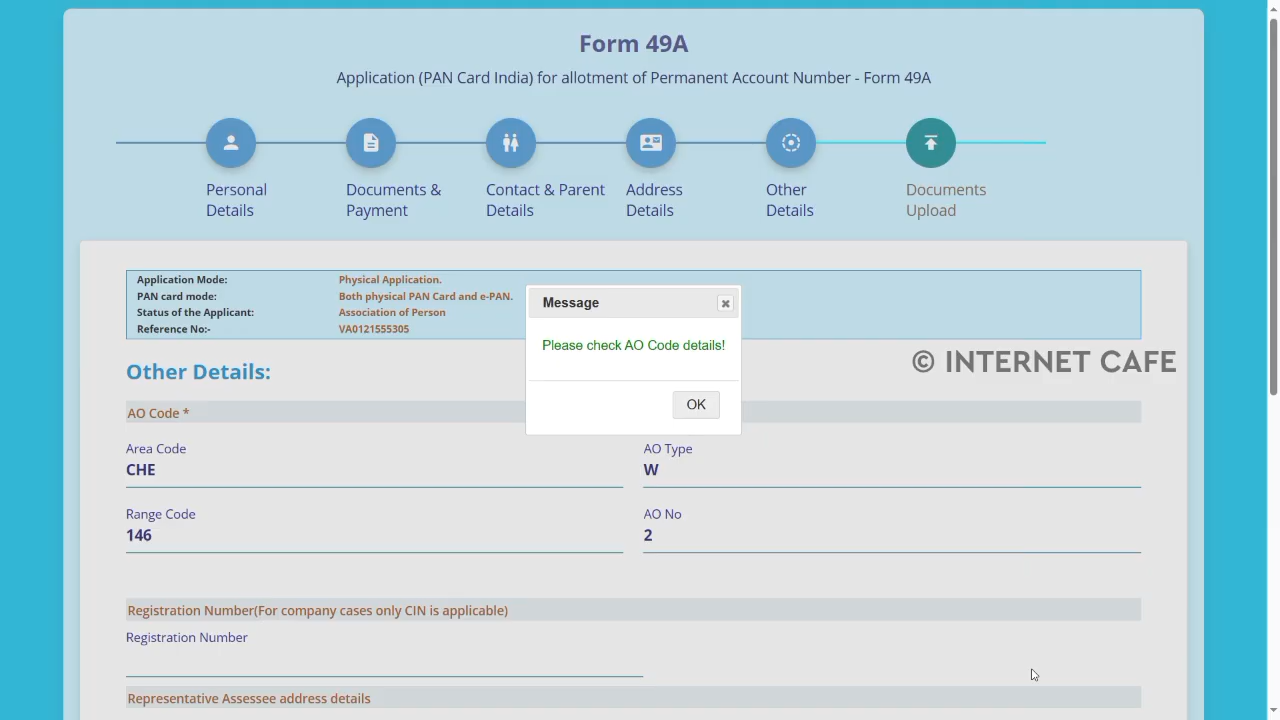 Form 49A
Application (PAN Card India) for allotment of Permanent Account Number - Form 49A
Personal Details
Documents & Payment
Contact & Parent Details
Address Details
Other Details
Documents Upload
Application Mode: Physical Application.
PAN card mode: Both physical PAN Card and e-PAN.
Status of the Applicant: Association of Person
Reference No:- VA0121555305
Message
Please check AO Code details!
OK
© INTERNET CAFE
Other Details:
AO Code *
Area Code
CHE
AO Type
W
Range Code
146
AO No
2
Registration Number(For company cases only CIN is applicable)
Registration Number
Representative Assessee address details